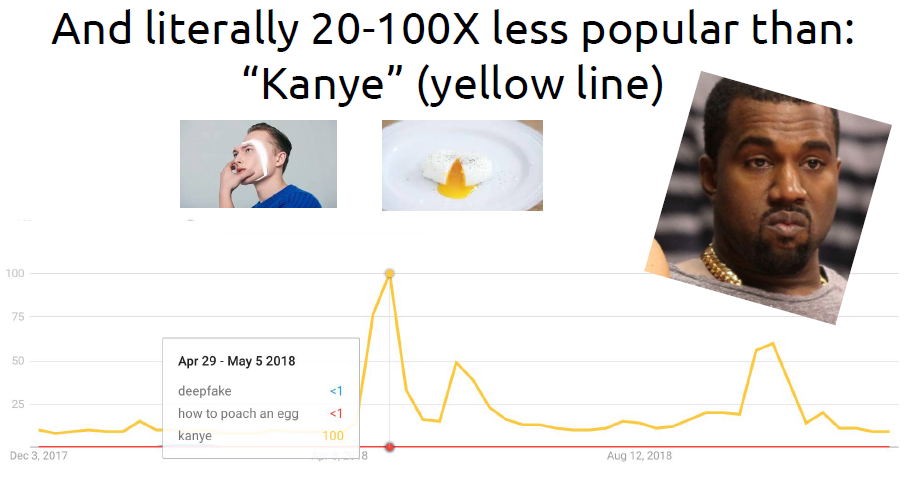 And literally 20-100X less popular than:
“Kanye” (yellow line)
100
75
50
25
Apr 29 - May 5 2018
deepfake <1
how to poach an egg <1
kanye 100
Dec 3, 2017
Aug 12, 2018